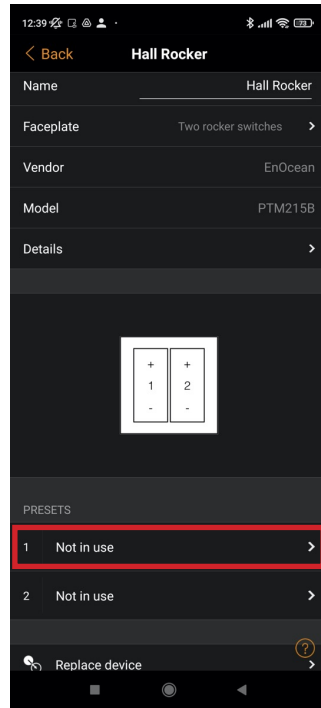 12:39 73
< Back Hall Rocker
Name Hall Rocker
Faceplate Two rocker switches >
Vendor EnOcean
Model PTM215B
Details >
+ +
1 2
- -
PRESETS
1 Not in use >
2 Not in use >
?
Replace device >